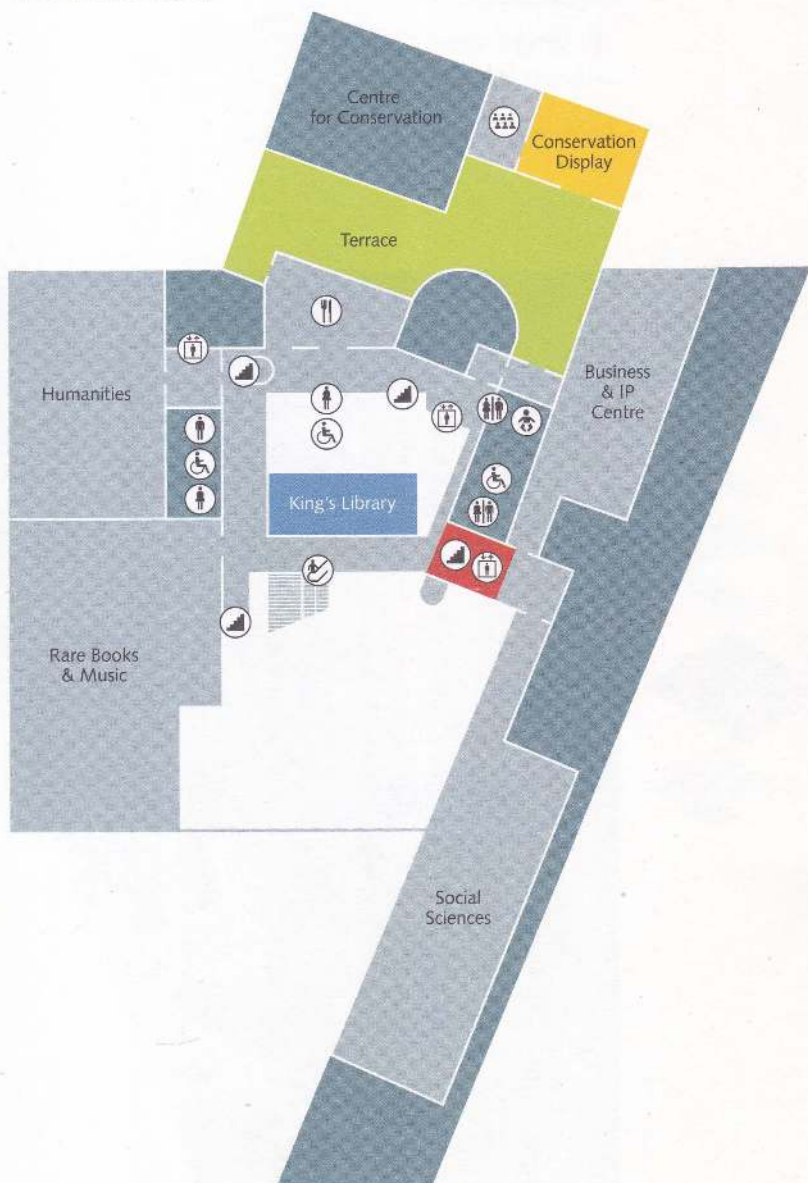 Centre
for Conservation
Conservation
Display
Terrace
Humanities
Business
& IP
Centre
King's Library
Rare Books
& Music
Social
Sciences